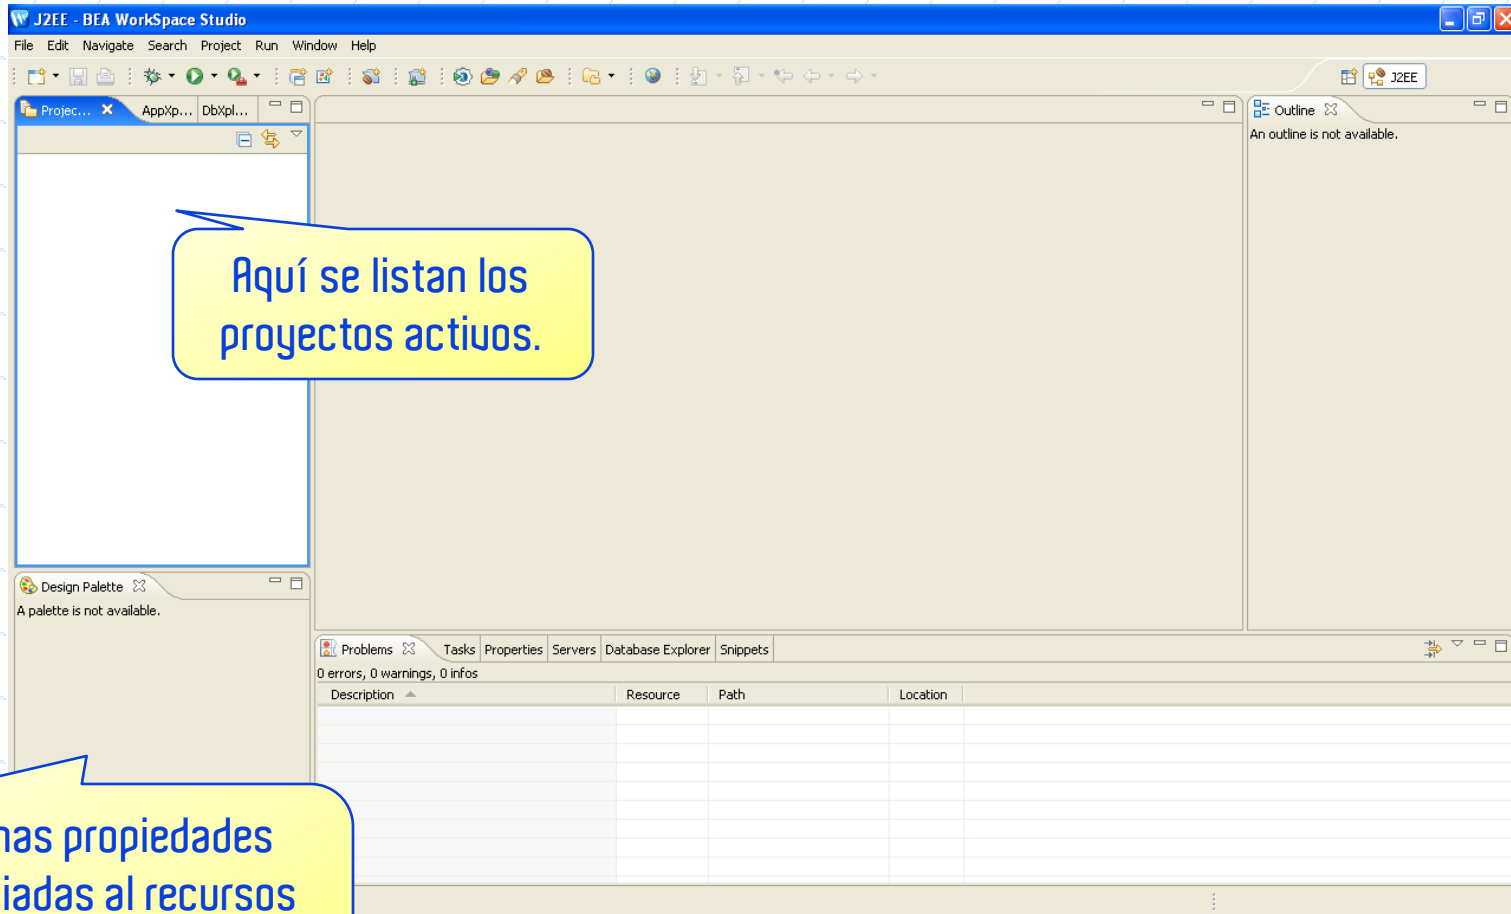 J2EE - BEA WorkSpace Studio
File Edit Navigate Search Project Run Window Help
J2EE
Projec... AppXp... DbXpl...
Outline
An outline is not available.
Aquí se listan los
proyectos activos.
Design Palette
A palette is not available.
Problems Tasks Properties Servers Database Explorer Snippets
0 errors, 0 warnings, 0 infos
Description Resource Path Location
propiedades
al recursos